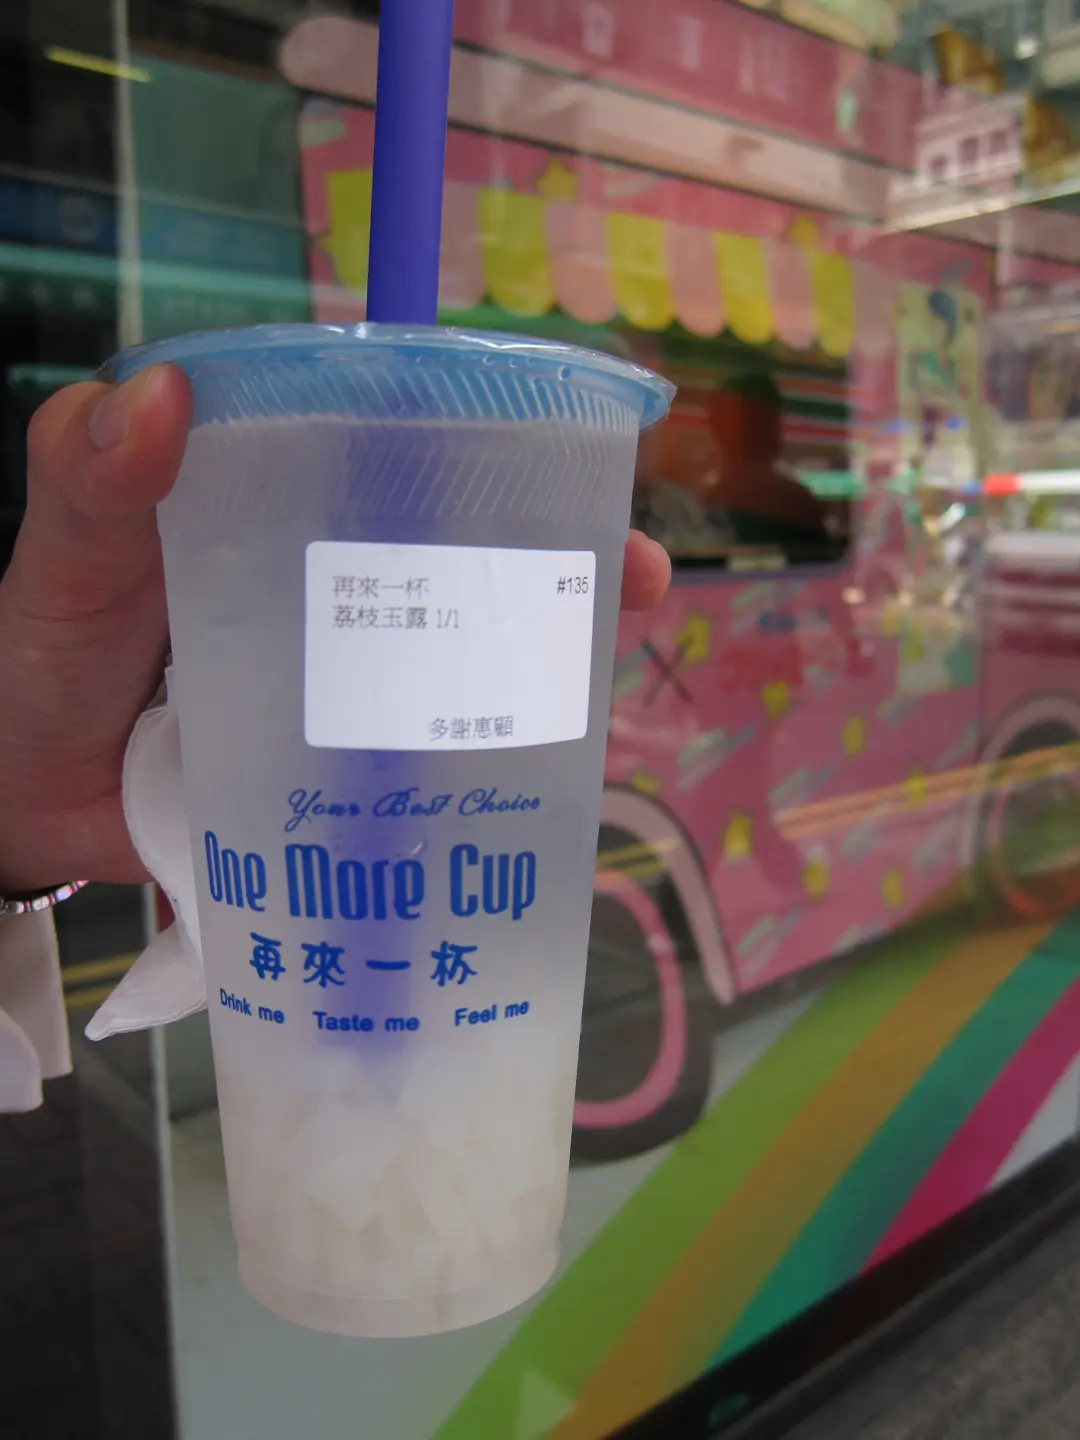 再來一杯 #135
荔枝玉露 1/1
多謝惠顧
Your Best Choice
One More Cup
再來一杯
Drink me Taste me Feel me